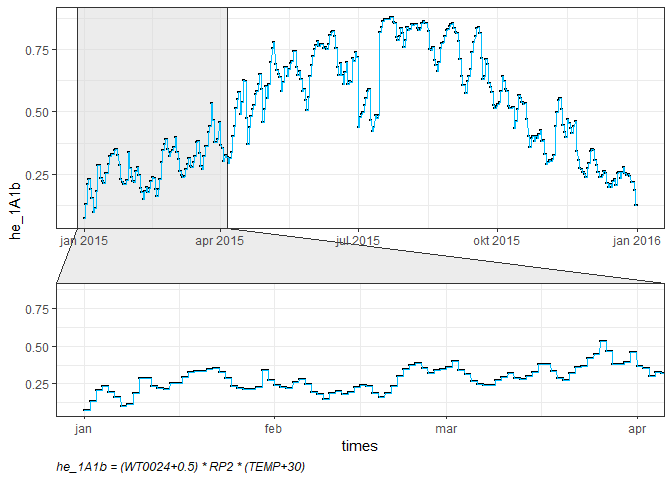 0.75
0.50
0.25
he_1A1b
jan 2015 apr 2015 jul 2015 okt 2015 jan 2016
0.75
0.50
0.25
jan feb mar apr
times
he_1A1b = (WT0024+0.5) * RP2 * (TEMP+30)